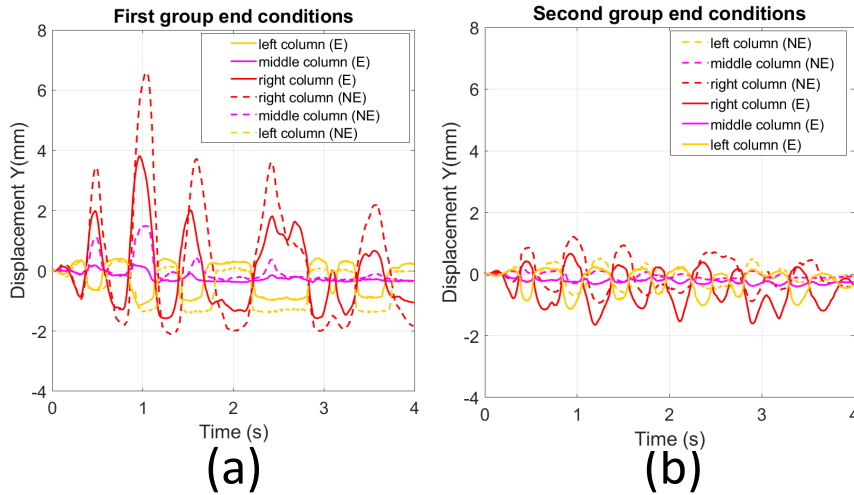 First group end conditions
8
6
4
2
0
-2
-4
Displacement Y(mm)
left column (E)
middle column (E)
right column (E)
right column (NE)
middle column (NE)
left column (NE)
0
1
2
3
4
Time (s)
(a)
Second group end conditions
8
6
4
2
0
-2
-4
Displacement Y(mm)
left column (NE)
middle column (NE)
right column (NE)
right column (E)
middle column (E)
left column (E)
0
1
2
3
4
Time (s)
(b)